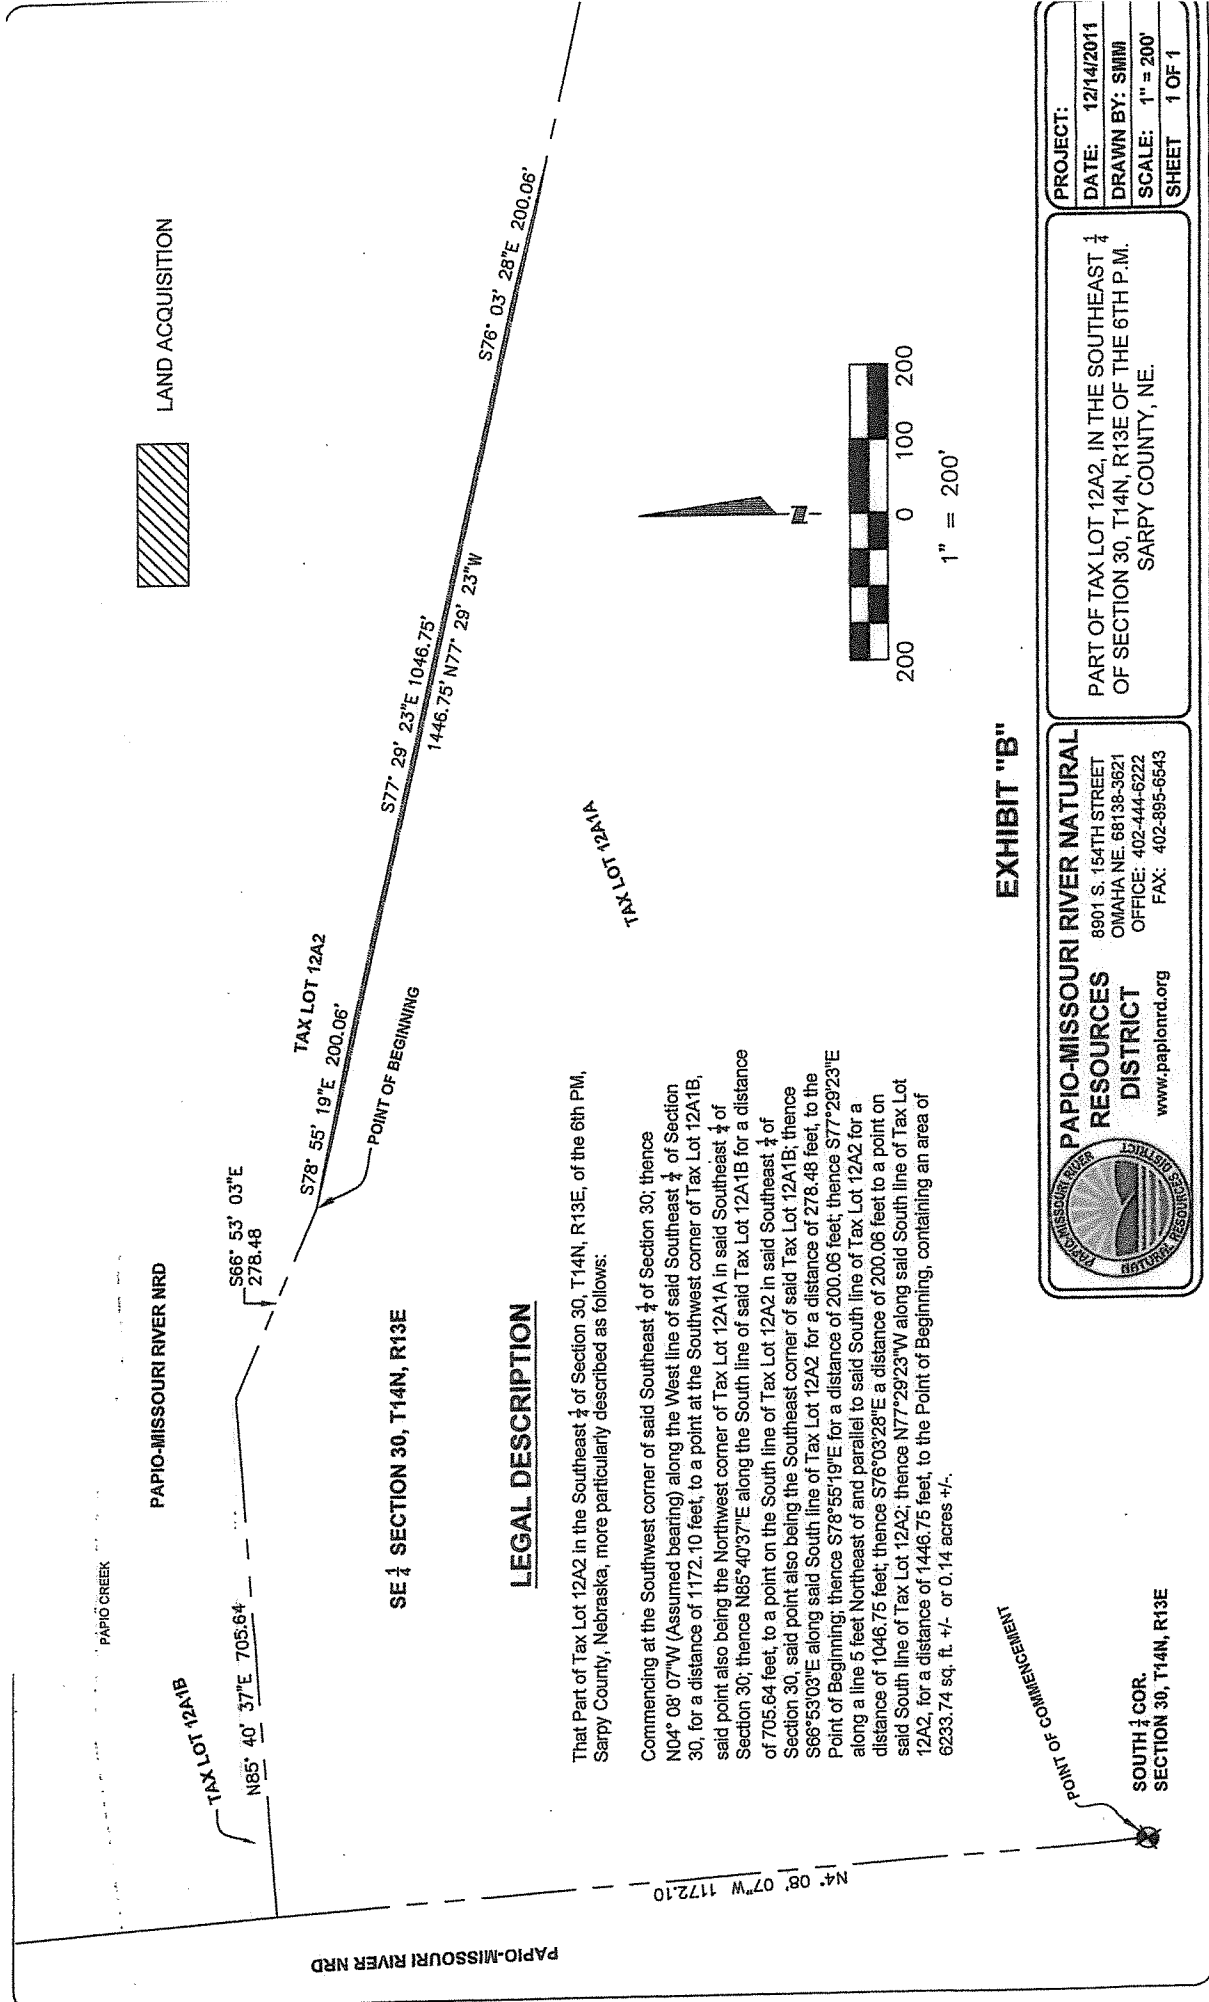 LAND ACQUISITION
PAPIO-MISSOURI RIVER NRD
PAPIO CREEK
TAX LOT 12A1B
N85° 40' 37"E 705.64
S66° 53' 03"E
278.48
TAX LOT 12A2
S78° 55' 19"E 200.06'
POINT OF BEGINNING
S77° 29' 23"E 1046.75'
1446.75' N77° 29' 23"W
S76° 03' 28"E 200.06'
TAX LOT 12A1A
SE 1/4 SECTION 30, T14N, R13E
PAPIO-MISSOURI RIVER NRD
N4° 08' 07"W 1172.10
LEGAL DESCRIPTION
That Part of Tax Lot 12A2 in the Southeast 1/4 of Section 30, T14N, R13E, of the 6th PM,
Sarpy County, Nebraska, more particularly described as follows:
Commencing at the Southwest corner of said Southeast 1/4 of Section 30; thence
N04° 08' 07"W (Assumed bearing) along the West line of said Southeast 1/4 of Section
30, for a distance of 1172.10 feet, to a point at the Southwest corner of Tax Lot 12A1B,
said point also being the Northwest corner of Tax Lot 12A1A in said Southeast 1/4 of
Section 30; thence N85°40'37"E along the South line of said Tax Lot 12A1B for a distance
of 705.64 feet, to a point on the South line of Tax Lot 12A2 in said Southeast 1/4 of
Section 30, said point also being the Southeast corner of said Tax Lot 12A1B; thence
S66°53'03"E along said South line of Tax Lot 12A2 for a distance of 278.48 feet, to the
Point of Beginning; thence S78°55'19"E for a distance of 200.06 feet; thence S77°29'23"E
along a line 5 feet Northeast of and parallel to said South line of Tax Lot 12A2 for a
distance of 1046.75 feet; thence S76°03'28"E a distance of 200.06 feet to a point on
said South line of Tax Lot 12A2; thence N77°29'23"W along said South line of Tax Lot
12A2, for a distance of 1446.75 feet, to the Point of Beginning, containing an area of
6233.74 sq. ft. +/- or 0.14 acres +/-.
POINT OF COMMENCEMENT
SOUTH 1/4 COR.
SECTION 30, T14N, R13E
N
200 0 100 200
1" = 200'
EXHIBIT "B"
PAPIO-MISSOURI RIVER
NATURAL RESOURCES DISTRICT
PAPIO-MISSOURI RIVER NATURAL
RESOURCES
DISTRICT
www.papionrd.org
8901 S. 154TH STREET
OMAHA NE. 68138-3621
OFFICE: 402-444-6222
FAX: 402-895-6543
PART OF TAX LOT 12A2, IN THE SOUTHEAST 1/4
OF SECTION 30, T14N, R13E OF THE 6TH P.M.
SARPY COUNTY, NE.
PROJECT:
DATE: 12/14/2011
DRAWN BY: SMM
SCALE: 1" = 200'
SHEET 1 OF 1